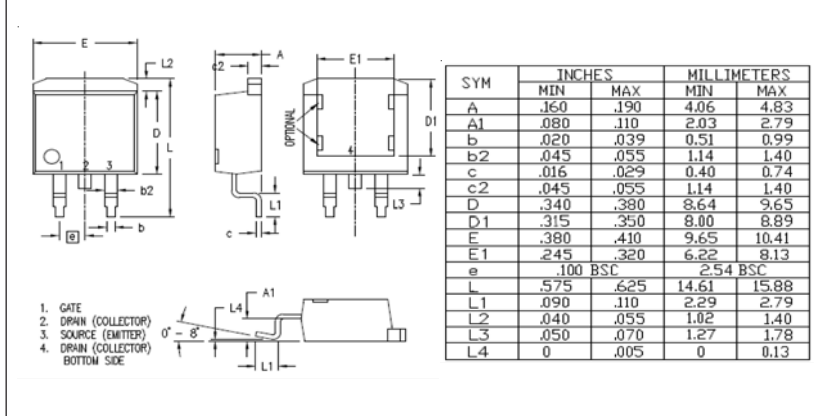 E
L2
A
c2
E1
D
L
D1
OPTIONAL
1 2 3
4
b2
b
e
L1
c
L3
A1
L4
0° - 8°
L1
1. GATE
2. DRAIN (COLLECTOR)
3. SOURCE (EMITTER)
4. DRAIN (COLLECTOR)
BOTTOM SIDE
SYM INCHES MILLIMETERS
MIN MAX MIN MAX
A .160 .190 4.06 4.83
A1 .080 .110 2.03 2.79
b .020 .039 0.51 0.99
b2 .045 .055 1.14 1.40
c .016 .029 0.40 0.74
c2 .045 .055 1.14 1.40
D .340 .380 8.64 9.65
D1 .315 .350 8.00 8.89
E .380 .410 9.65 10.41
E1 .245 .320 6.22 8.13
e .100 BSC 2.54 BSC
L .575 .625 14.61 15.88
L1 .090 .110 2.29 2.79
L2 .040 .055 1.02 1.40
L3 .050 .070 1.27 1.78
L4 0 .005 0 0.13